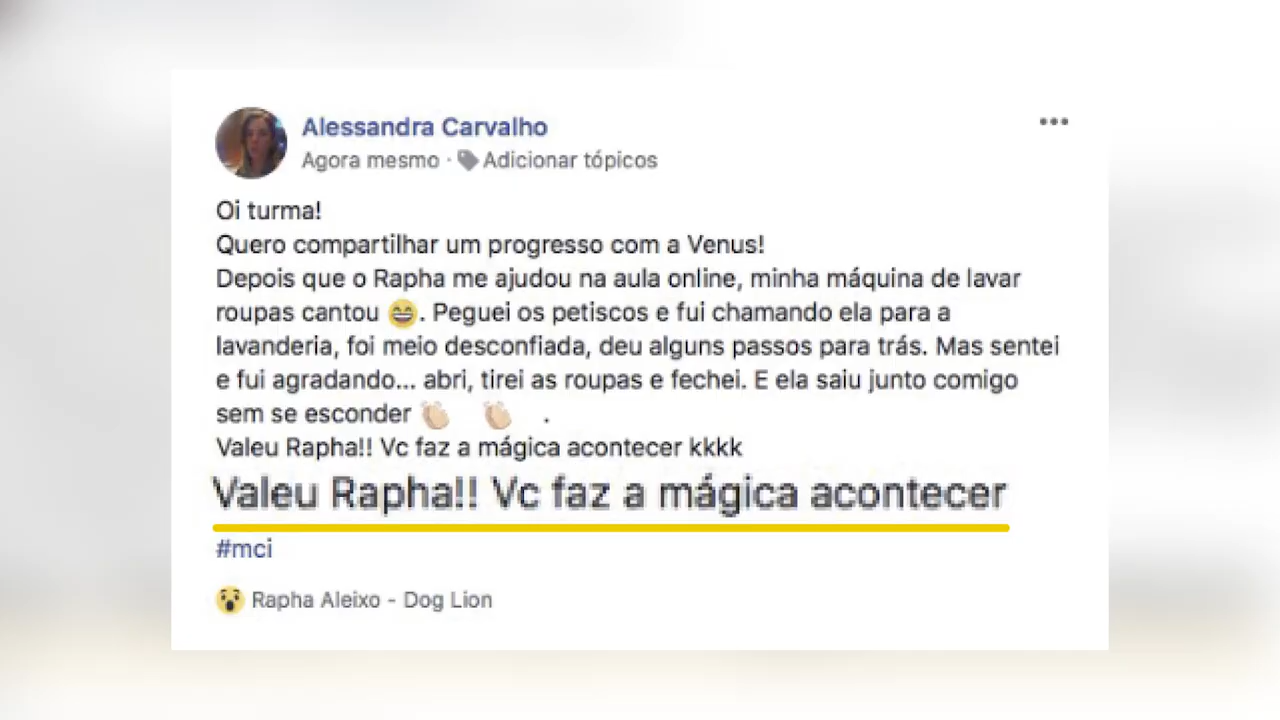 Alessandra Carvalho
Agora mesmo · Adicionar tópicos
Oi turma!
Quero compartilhar um progresso com a Venus!
Depois que o Rapha me ajudou na aula online, minha máquina de lavar
roupas cantou 😄. Peguei os petiscos e fui chamando ela para a
lavanderia, foi meio desconfiada, deu alguns passos para trás. Mas sentei
e fui agradando... abri, tirei as roupas e fechei. E ela saiu junto comigo
sem se esconder 👏🏻 👏🏻 .
Valeu Rapha!! Vc faz a mágica acontecer kkkk
Valeu Rapha!! Vc faz a mágica acontecer
#mci
😯 Rapha Aleixo - Dog Lion